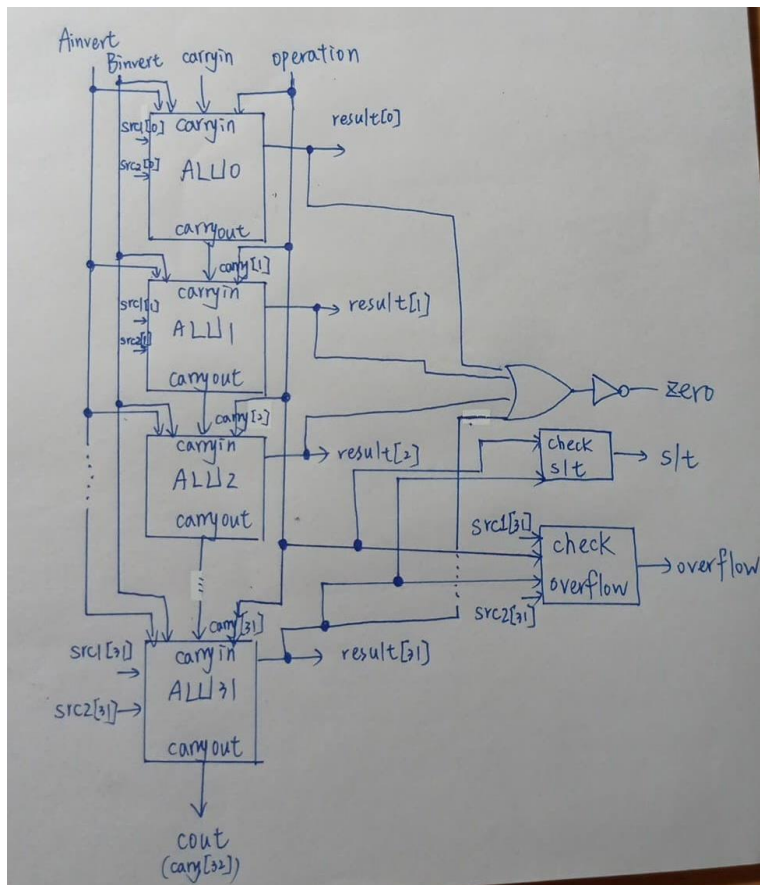 Ainvert
Binvert
carryin
operation
src1[0]
src2[0]
carryin
ALU0
carryout
result[0]
carry[1]
src1[1]
src2[1]
carryin
ALU1
carryout
result[1]
carry[2]
carryin
ALU2
carryout
result[2]
zero
check
slt
slt
src1[31]
check
overflow
overflow
src2[31]
carry[31]
src1[31]
src2[31]
carryin
ALU31
carryout
result[31]
cout
(carry[32])